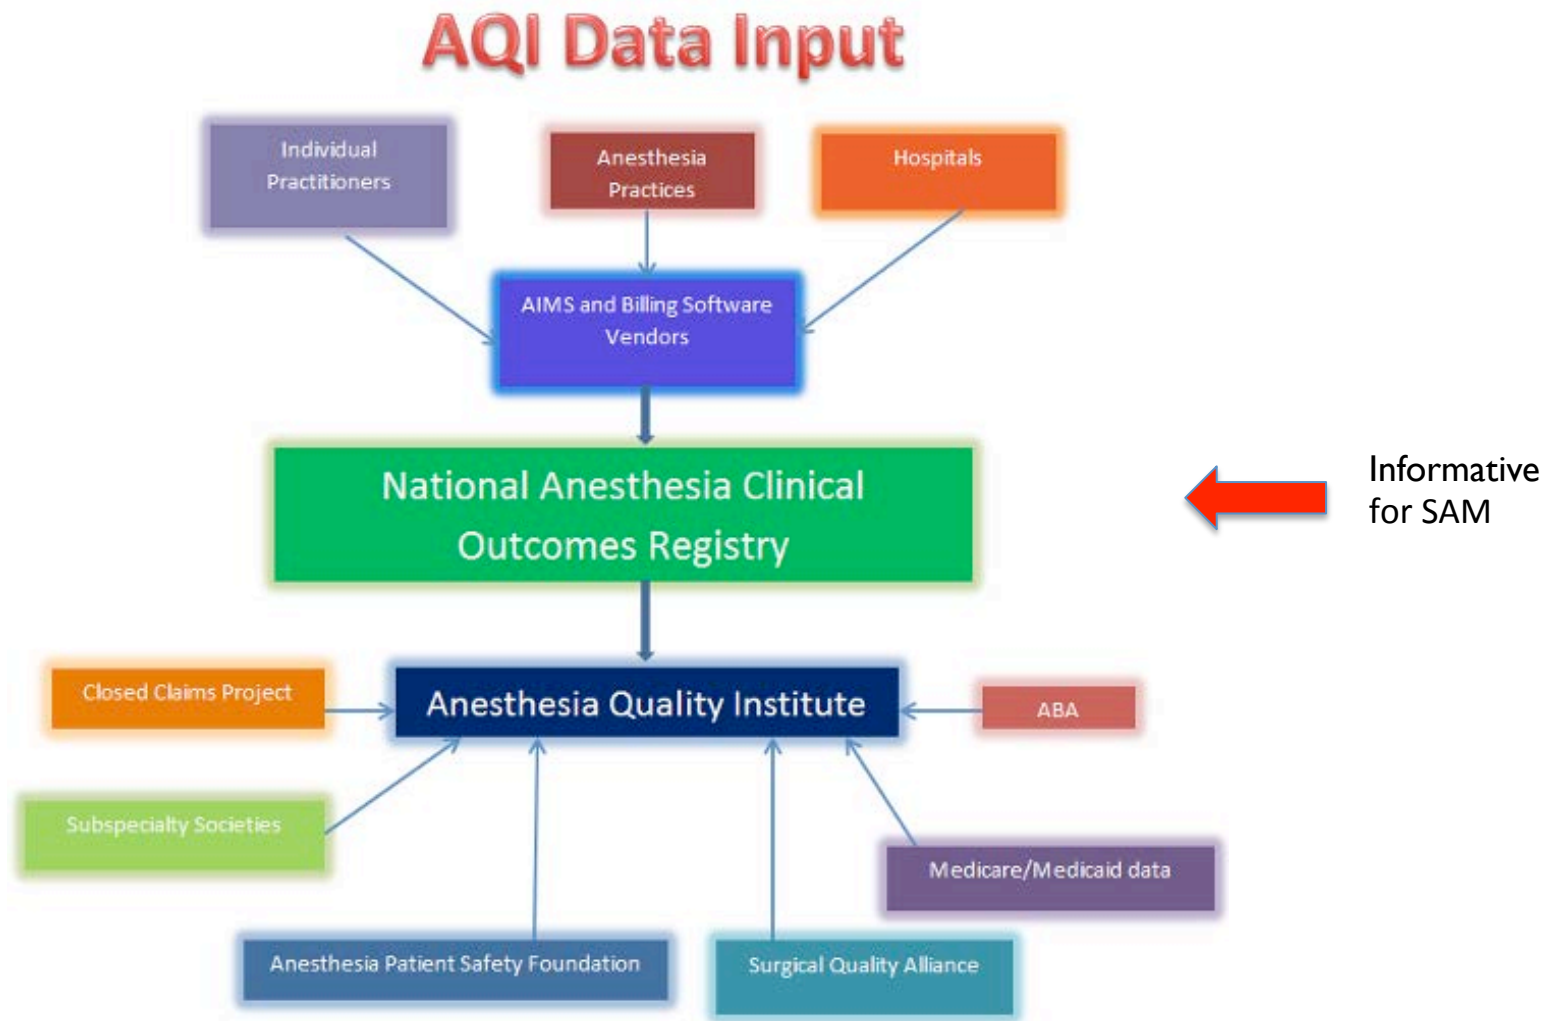 AQI Data Input
Individual
Practitioners
Anesthesia
Practices
Hospitals
AIMS and Billing Software
Vendors
National Anesthesia Clinical
Outcomes Registry
Informative
for SAM
Closed Claims Project
Anesthesia Quality Institute
ABA
Subspecialty Societies
Medicare/Medicaid data
Anesthesia Patient Safety Foundation
Surgical Quality Alliance